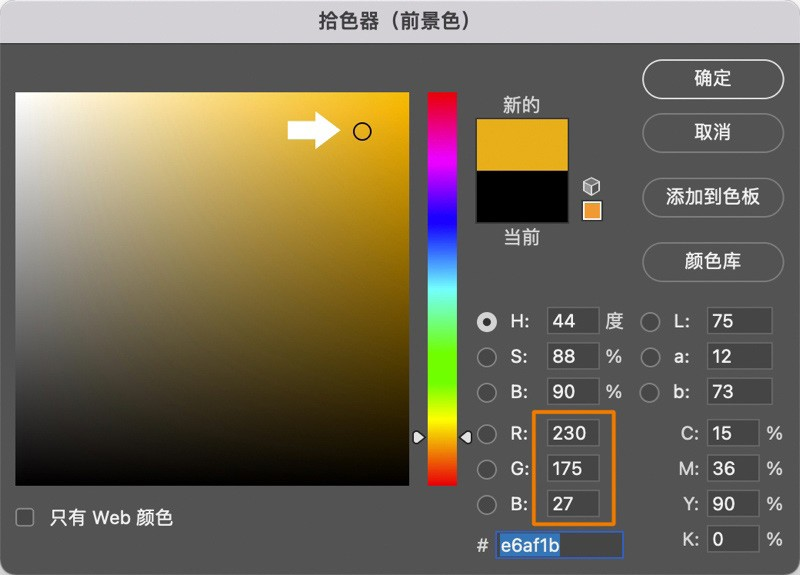 拾色器（前景色）
确定
新的
取消
添加到色板
当前
颜色库
H: 44 度
L: 75
S: 88 %
a: 12
B: 90 %
b: 73
R: 230
C: 15 %
G: 175
M: 36 %
B: 27
Y: 90 %
只有 Web 颜色
# e6af1b
K: 0 %